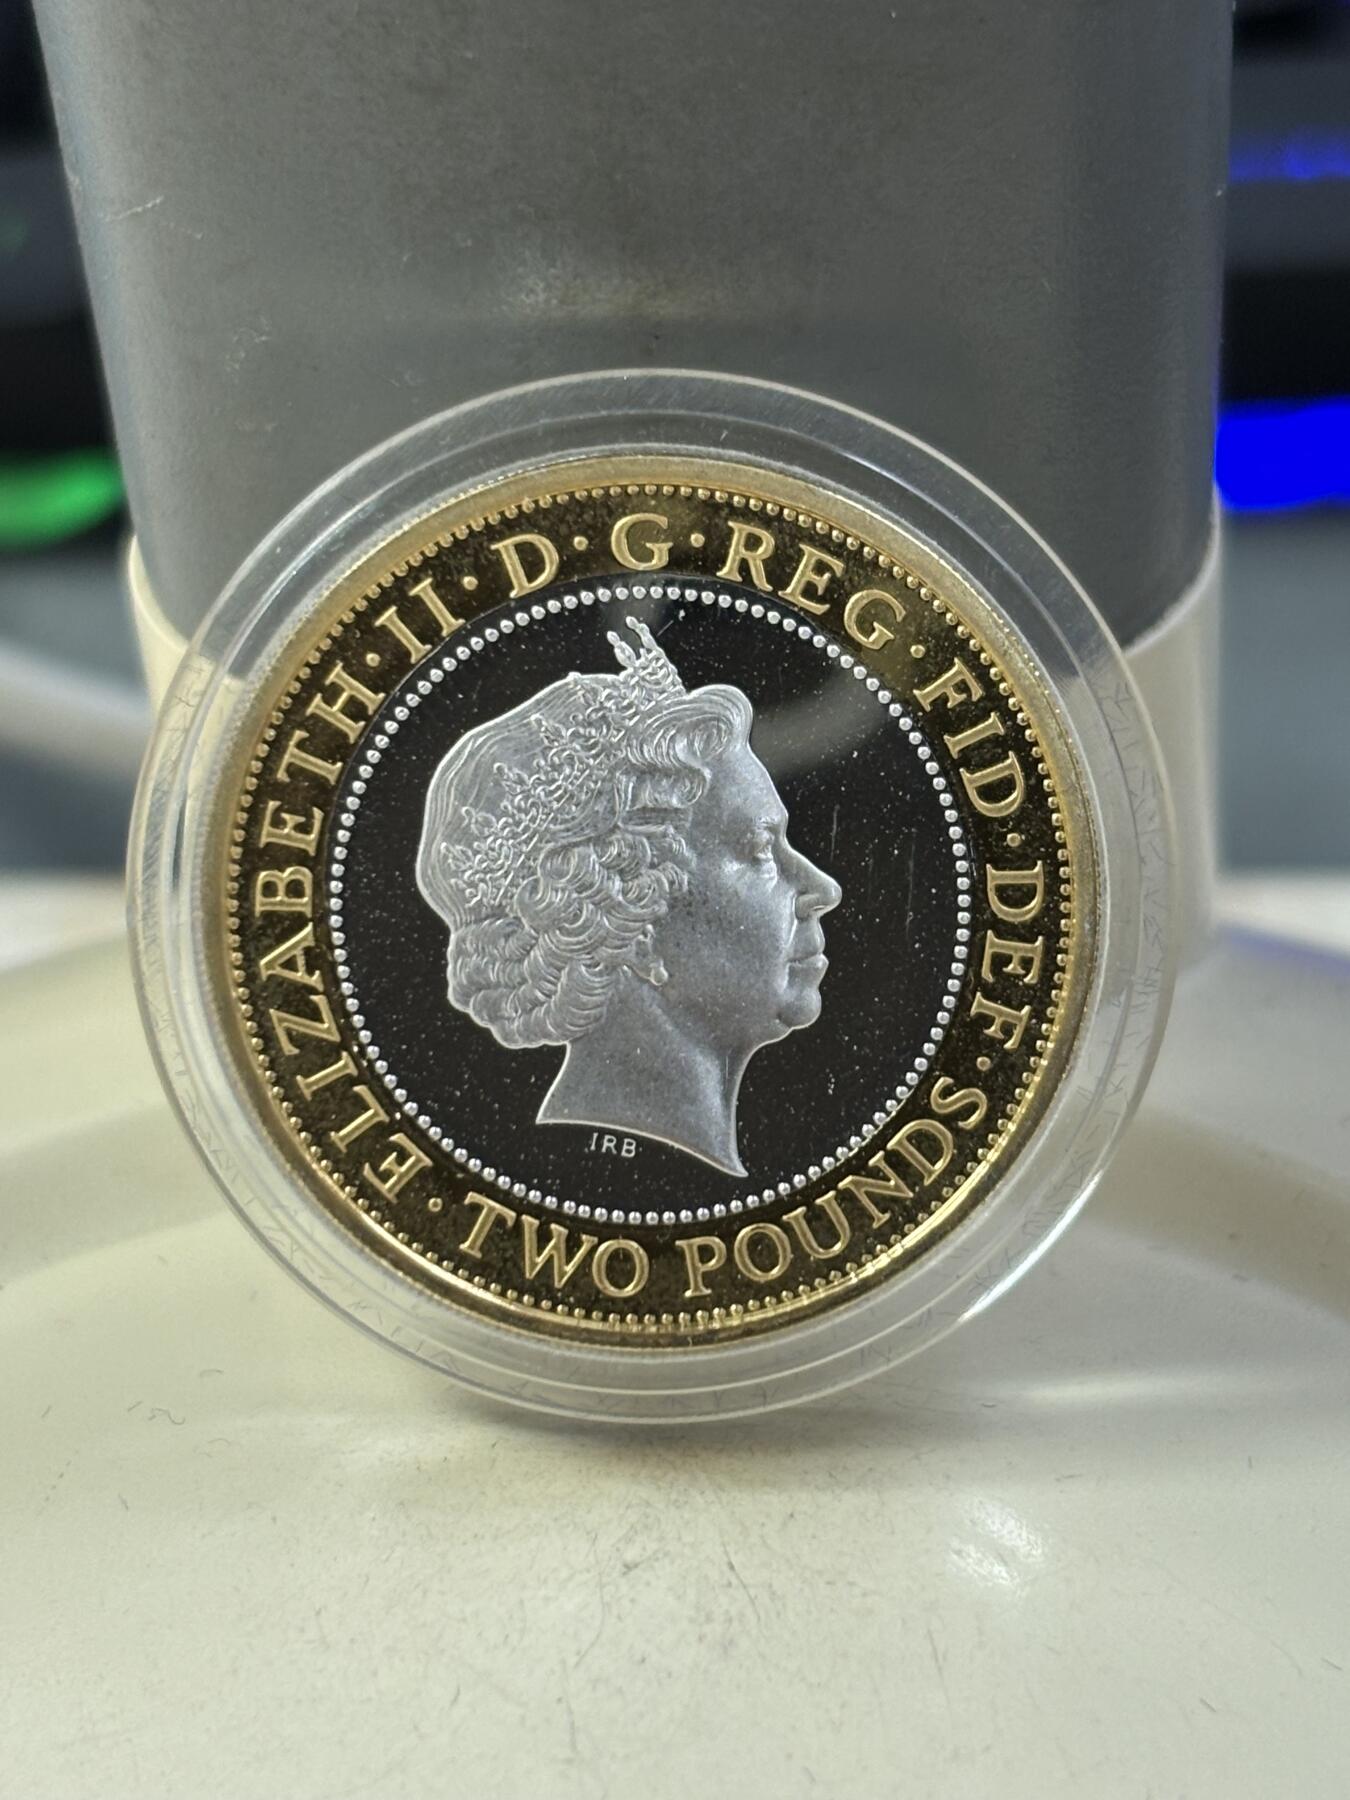 ELIZABETH·II·D·G·REG·FID·DEF·
TWO POUNDS·
IRB